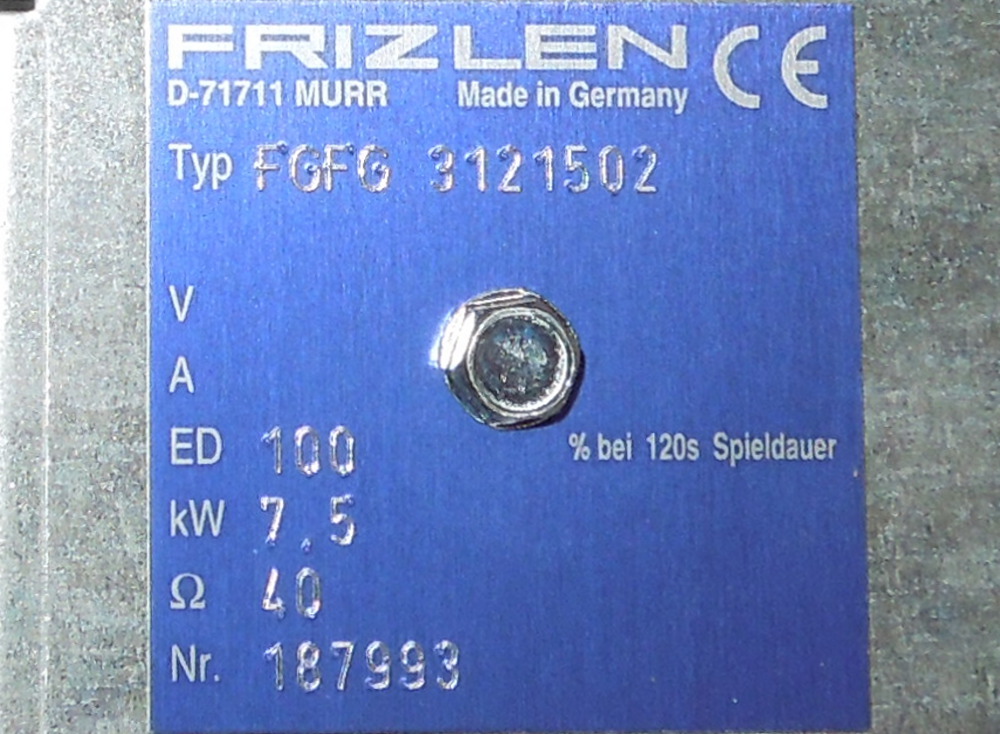 FRIZLEN CE
D-71711 MURR Made in Germany
Typ FGFG 3121502
V
A
ED 100 % bei 120s Spieldauer
kW 7.5
Ω 40
Nr. 187993